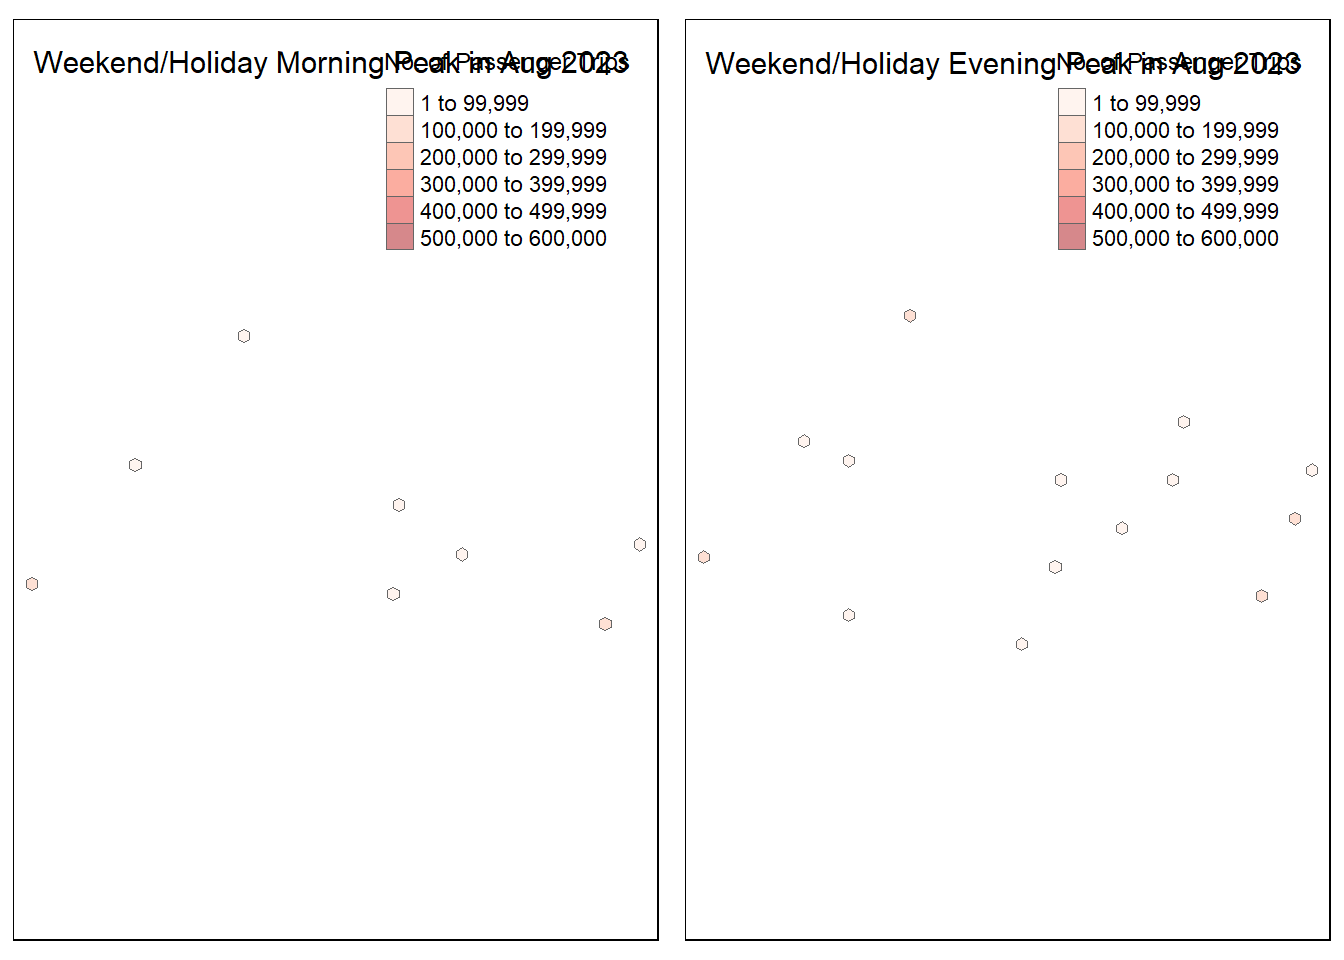 Weekend/Holiday Morning Peak in Aug 2023
No. of Passenger Trips
1 to 99,999
100,000 to 199,999
200,000 to 299,999
300,000 to 399,999
400,000 to 499,999
500,000 to 600,000
Weekend/Holiday Evening Peak in Aug 2023
No. of Passenger Trips
1 to 99,999
100,000 to 199,999
200,000 to 299,999
300,000 to 399,999
400,000 to 499,999
500,000 to 600,000